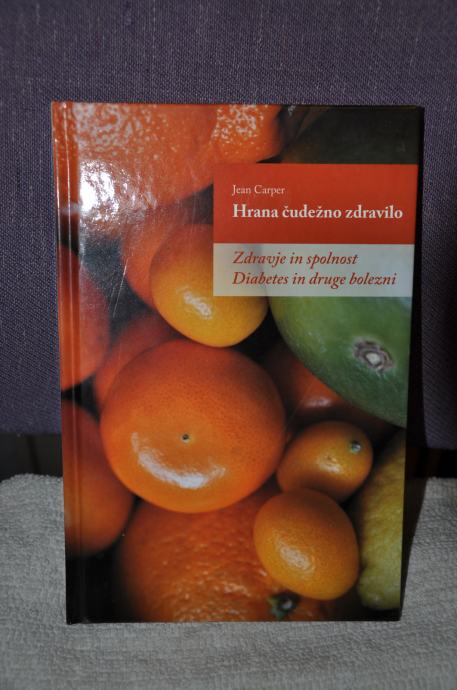 Jean Carper
Hrana čudežno zdravilo
Zdravje in spolnost
Diabetes in druge bolezni